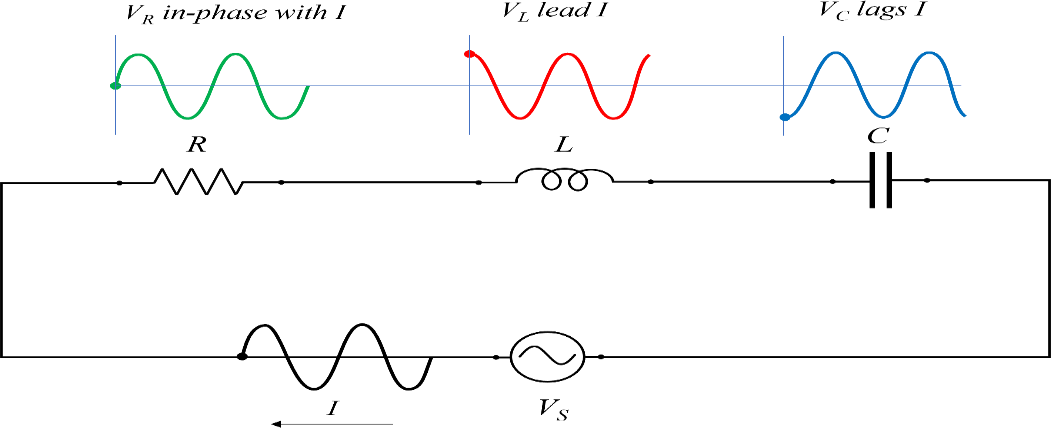 V_R in-phase with I
V_L lead I
V_C lags I
R
L
C
I
V_S